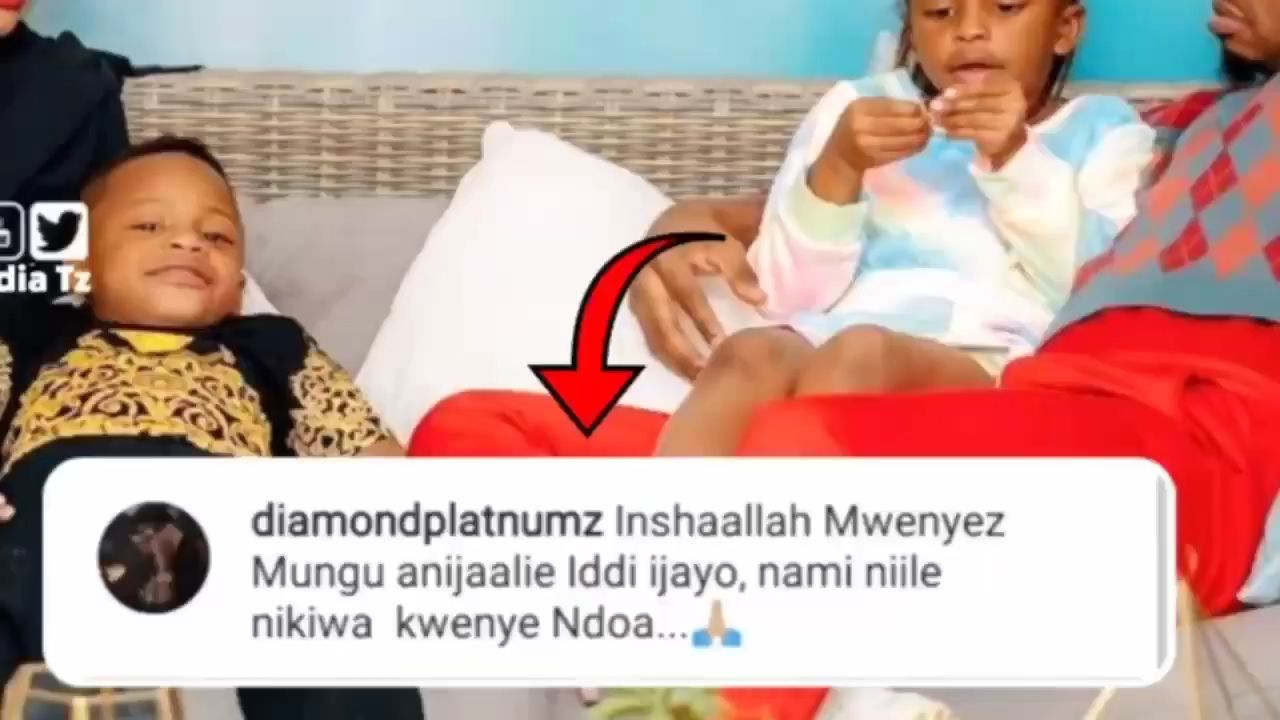 dia Tz
diamondplatnumz Inshaallah Mwenyez
Mungu anijaalie Iddi ijayo, nami niile
nikiwa kwenye Ndoa...🙏🏼